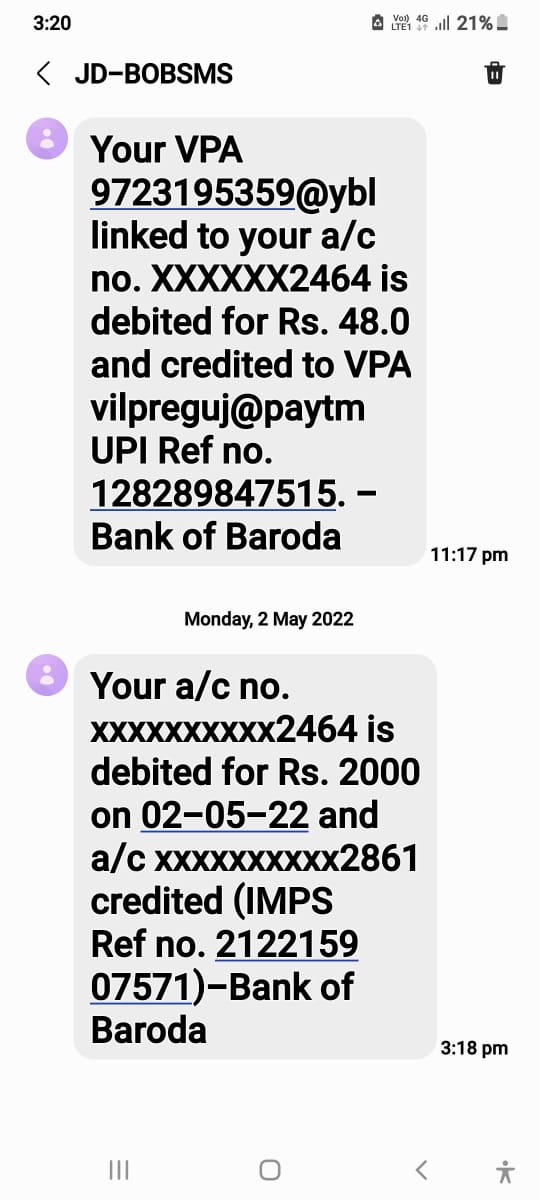 3:20
Vo)) 4G
LTE1
21%
JD-BOBSMS
Your VPA
9723195359@ybl
linked to your a/c
no. XXXXXX2464 is
debited for Rs. 48.0
and credited to VPA
vilpreguj@paytm
UPI Ref no.
128289847515. –
Bank of Baroda
11:17 pm
Monday, 2 May 2022
Your a/c no.
xxxxxxxxxx2464 is
debited for Rs. 2000
on 02-05-22 and
a/c xxxxxxxxxx2861
credited (IMPS
Ref no. 2122159
07571)-Bank of
Baroda
3:18 pm